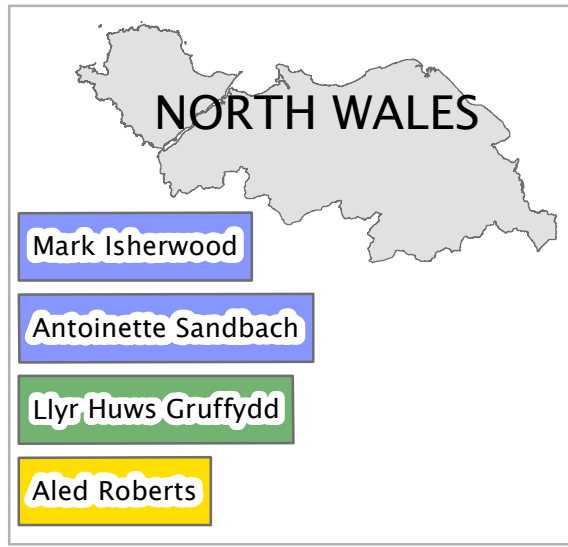 NORTH WALES
Mark Isherwood
Antoinette Sandbach
Llyr Huws Gruffydd
Aled Roberts